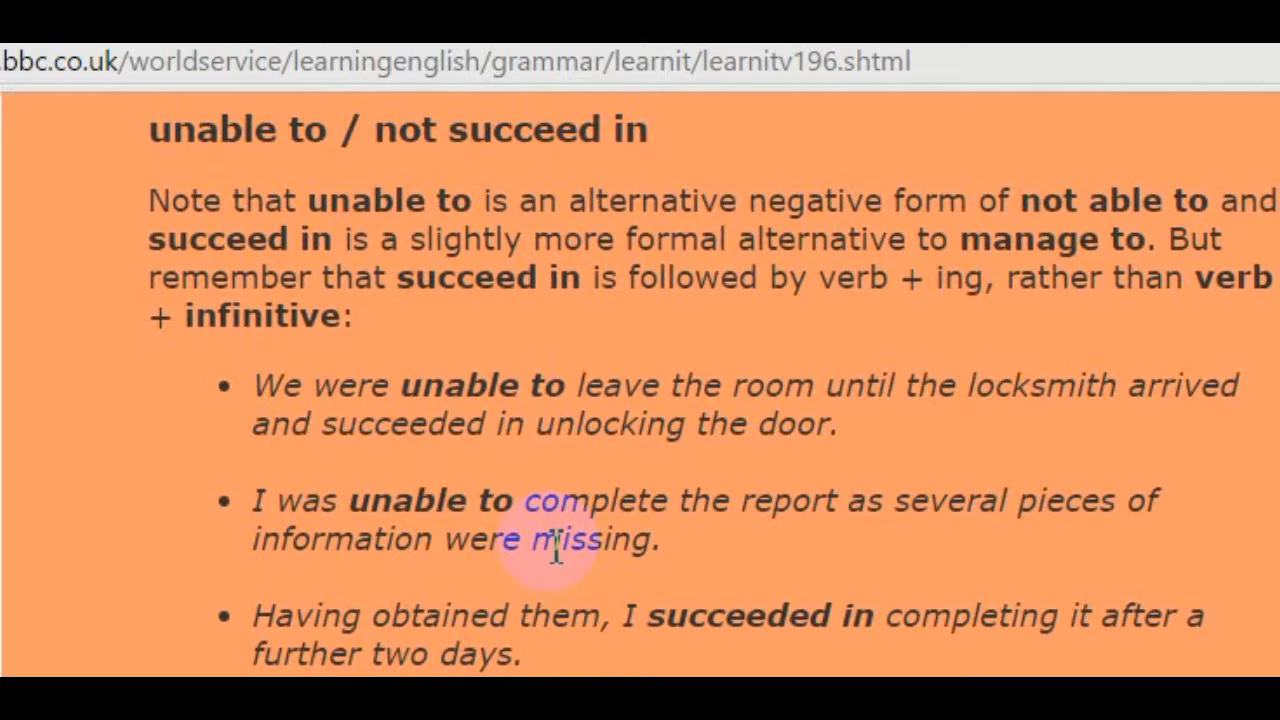 .bbc.co.uk/worldservice/learningenglish/grammar/learnit/learnitv196.shtml
unable to / not succeed in
Note that unable to is an alternative negative form of not able to and
succeed in is a slightly more formal alternative to manage to. But
remember that succeed in is followed by verb + ing, rather than verb
+ infinitive:
• We were unable to leave the room until the locksmith arrived
and succeeded in unlocking the door.
• I was unable to complete the report as several pieces of
information were missing.
• Having obtained them, I succeeded in completing it after a
further two days.